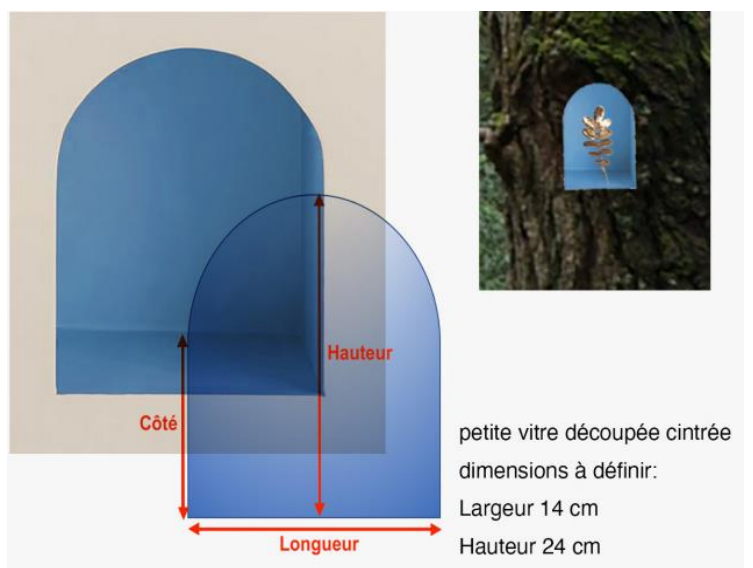 Hauteur
Côté
Longueur
petite vitre découpée cintrée
dimensions à définir:
Largeur 14 cm
Hauteur 24 cm